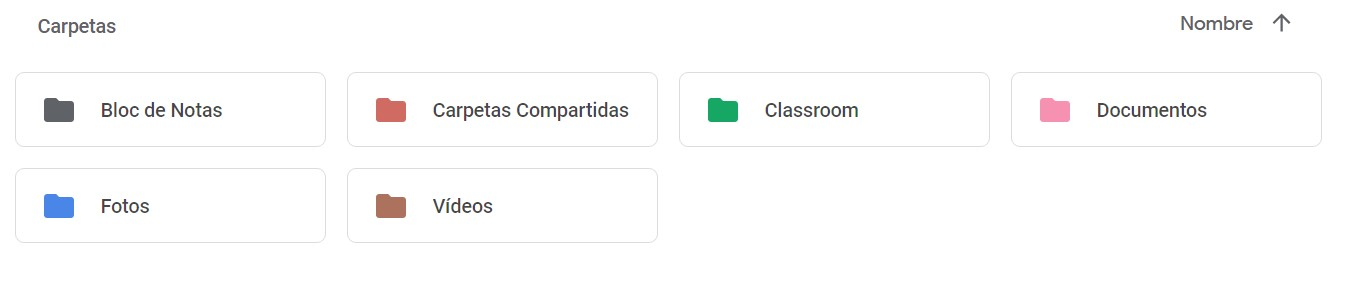 Carpetas
Nombre
Bloc de Notas
Carpetas Compartidas
Classroom
Documentos
Fotos
Vídeos